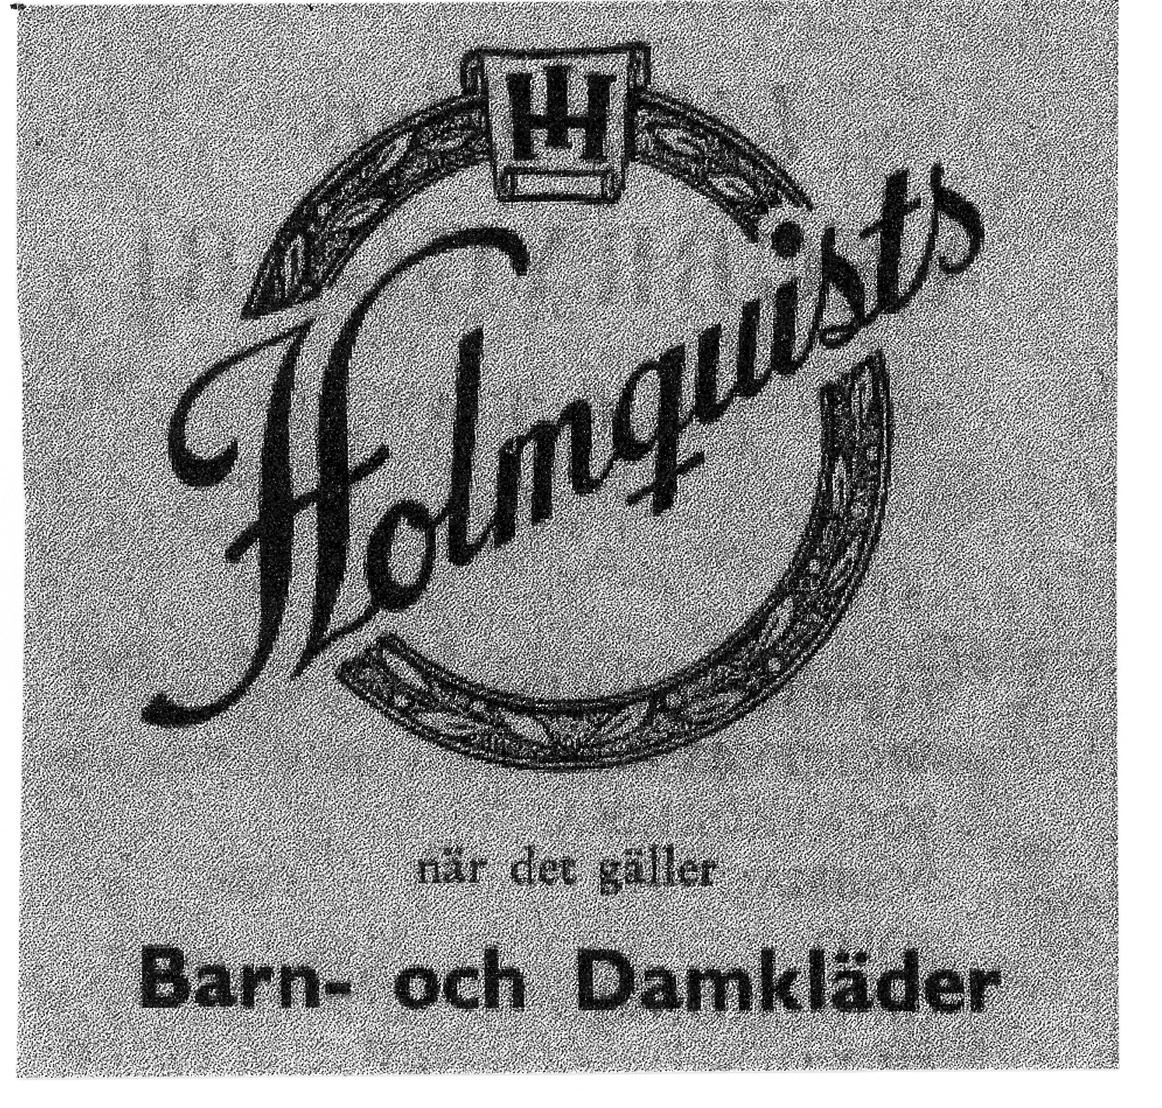 HH
Holmquists
när det gäller
Barn- och Damkläder